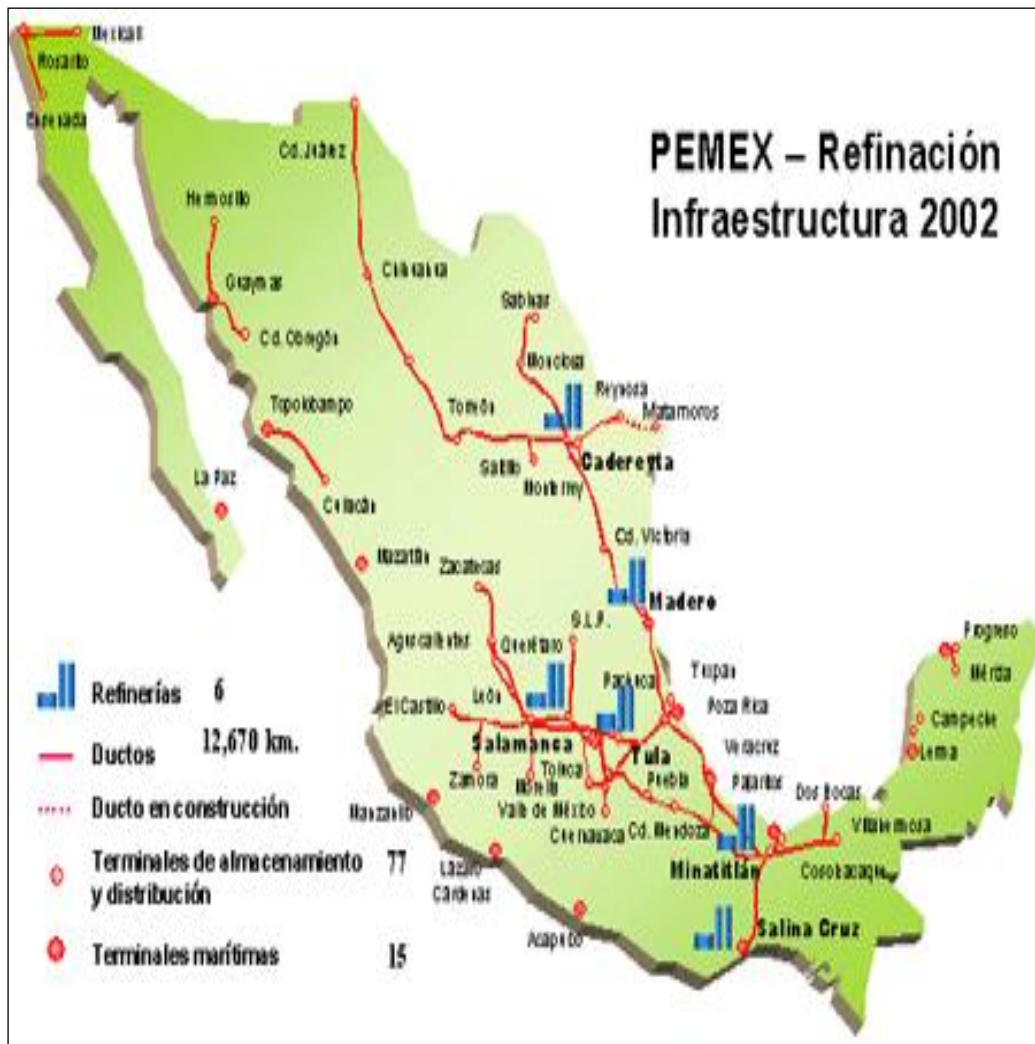 PEMEX – Refinación
Infraestructura 2002
Mexicali
Rosarito
Ensenada
Cd. Juárez
Hermosillo
Guaymas
Cd. Obregón
Chihuahua
Sabinas
Monclova
Reynosa
Matamoros
Topolobampo
Torreón
Saltillo
Monterrey
Cadereyta
La Paz
Culiacán
Mazatlán
Cd. Victoria
Madero
Zacatecas
Aguscalientes
Querétaro
S.L.P.
León
Pachuca
Tuxpan
Poza Rica
Progreso
Mérida
Campeche
Lerma
El Castillo
Salamanca
Tula
Veracruz
Zamora
Morelia
Toluca
Puebla
Pajaritos
Dos Bocas
Valle de México
Cuernavaca
Cd. Mendoza
Villahermosa
Manzanillo
Minatitlán
Cosoleacaque
Lázaro
Cárdenas
Acapulco
Salina Cruz
Refinerías 6
Ductos 12,670 km.
Ducto en construcción
Terminales de almacenamiento 77
y distribución
Terminales marítimas 15